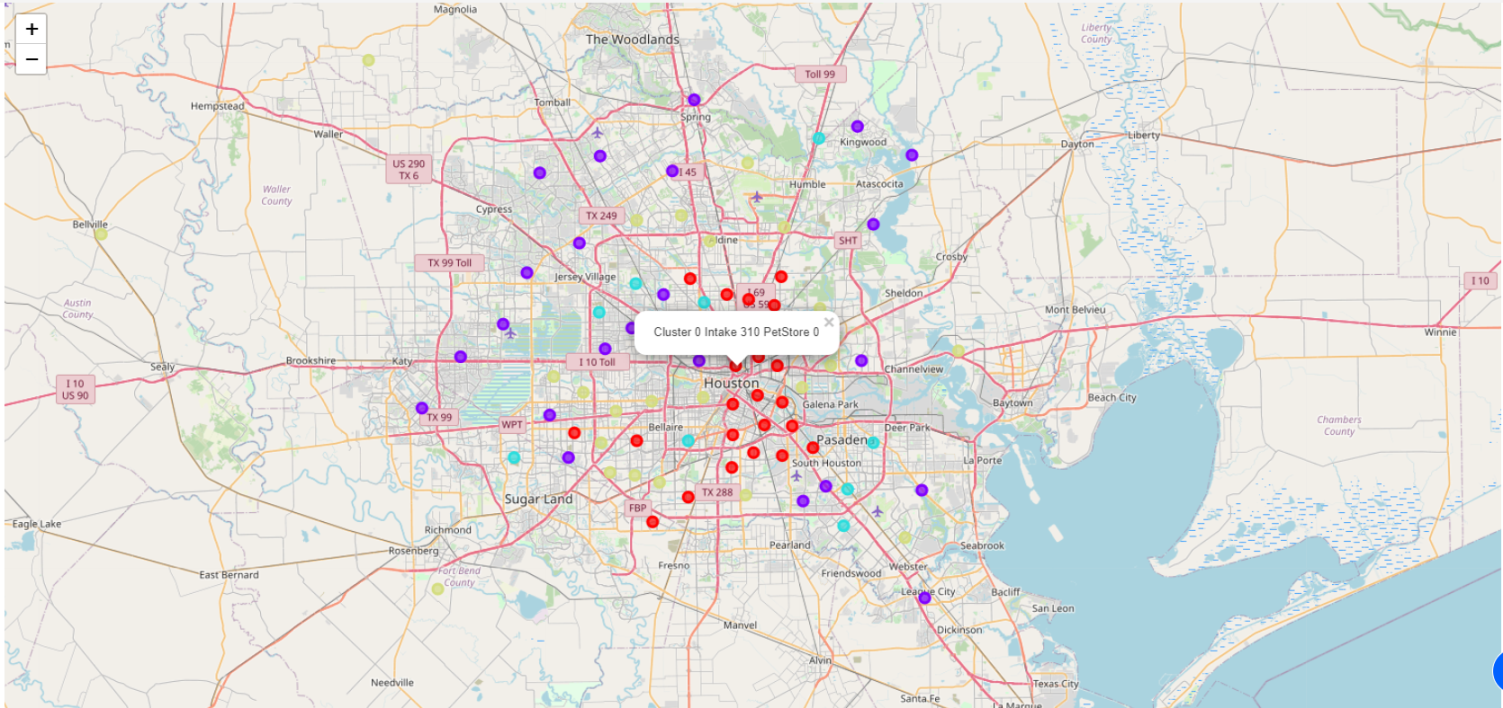 +
−
Magnolia
The Woodlands
Liberty
County
Toll 99
Hempstead
Tomball
Spring
Waller
Kingwood
Liberty
Dayton
US 290
TX 6
I 45
Waller
County
Humble
Atascocita
Cypress
TX 249
Bellville
Aldine
SHT
Crosby
TX 99 Toll
Jersey Village
I 10
Austin
County
I 69
US 59
Sheldon
Mont Belvieu
Cluster 0 Intake 310 PetStore 0
×
Winnie
Sealy
Brookshire
Katy
I 10 Toll
Channelview
I 10
US 90
Houston
Beach City
Baytown
Galena Park
TX 99
WPT
Bellaire
Deer Park
Chambers
County
Pasadena
South Houston
La Porte
Sugar Land
TX 288
FBP
Eagle Lake
Richmond
Rosenberg
Pearland
Seabrook
Fresno
Webster
East Bernard
Fort Bend
County
Friendswood
League City
Bacliff
San Leon
Manvel
Dickinson
Alvin
Needville
Texas City
Santa Fe
La Marque